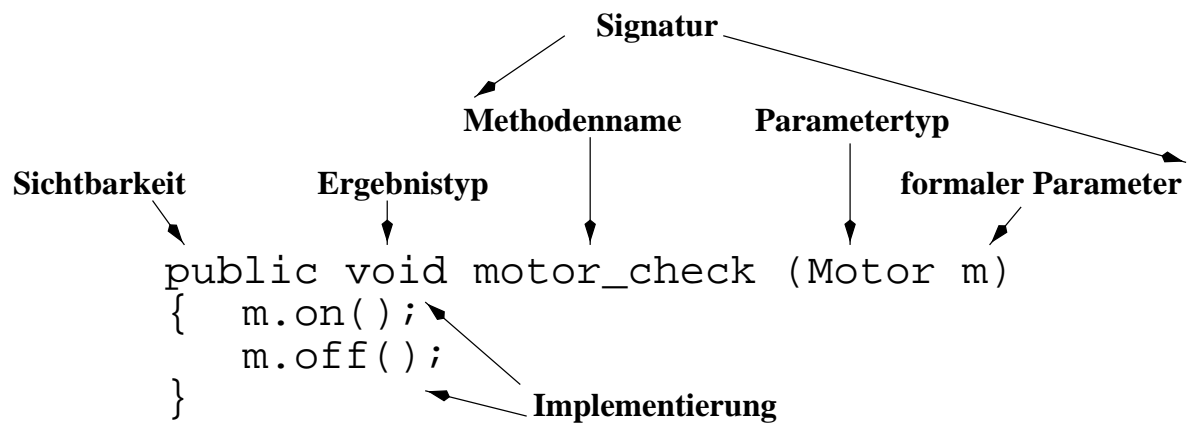 Signatur
Methodenname Parametertyp
Sichtbarkeit Ergebnistyp formaler Parameter
public void motor_check (Motor m)
{ m.on();
m.off();
}
Implementierung